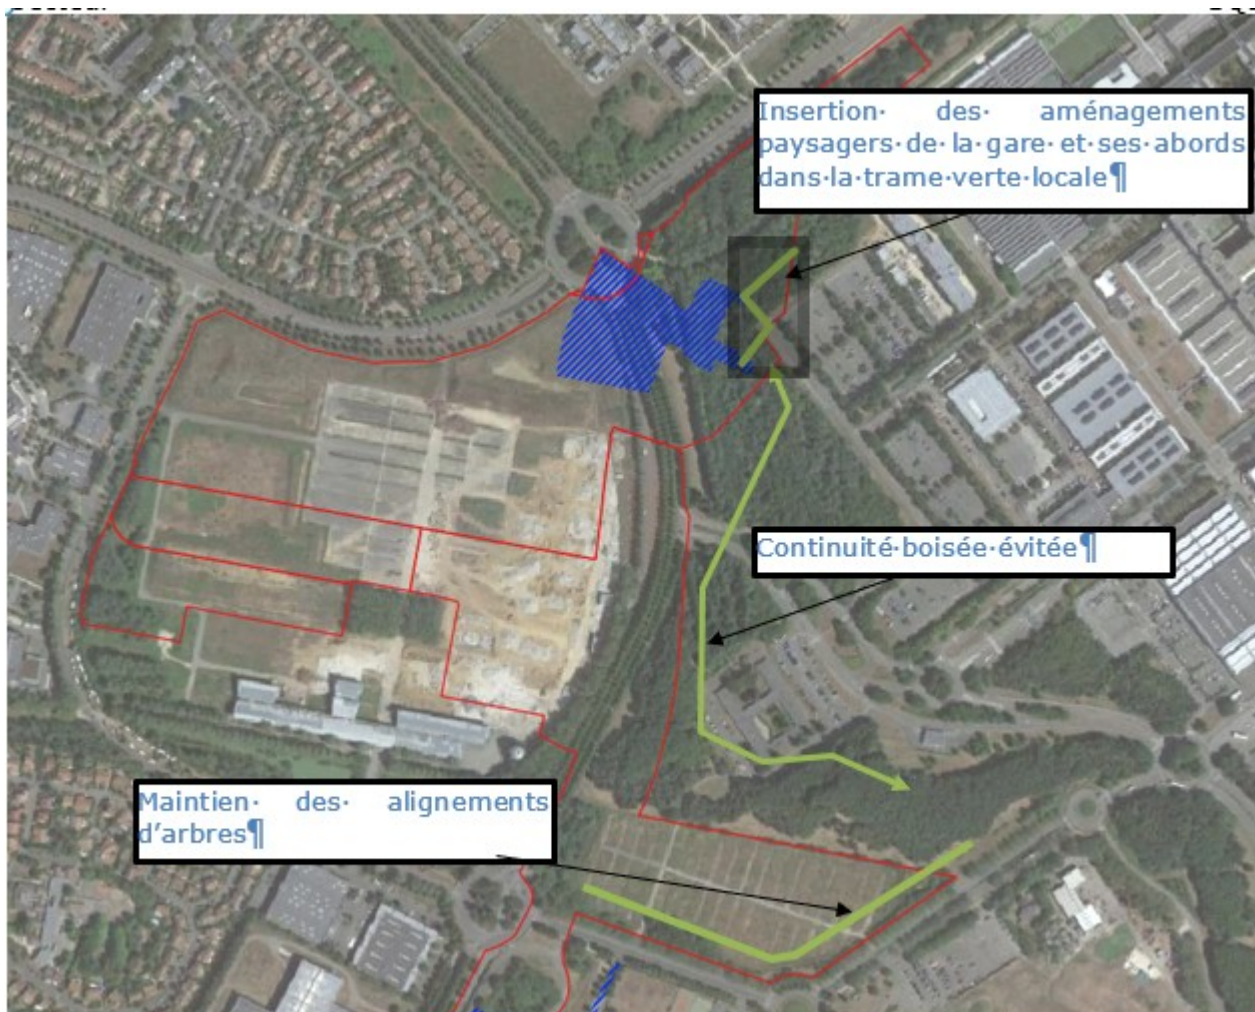 Insertion· des· aménagements
paysagers·de·la·gare·et·ses·abords
dans·la·trame·verte·locale¶
Continuité·boisée·évitée¶
Maintien· des· alignements
d'arbres¶